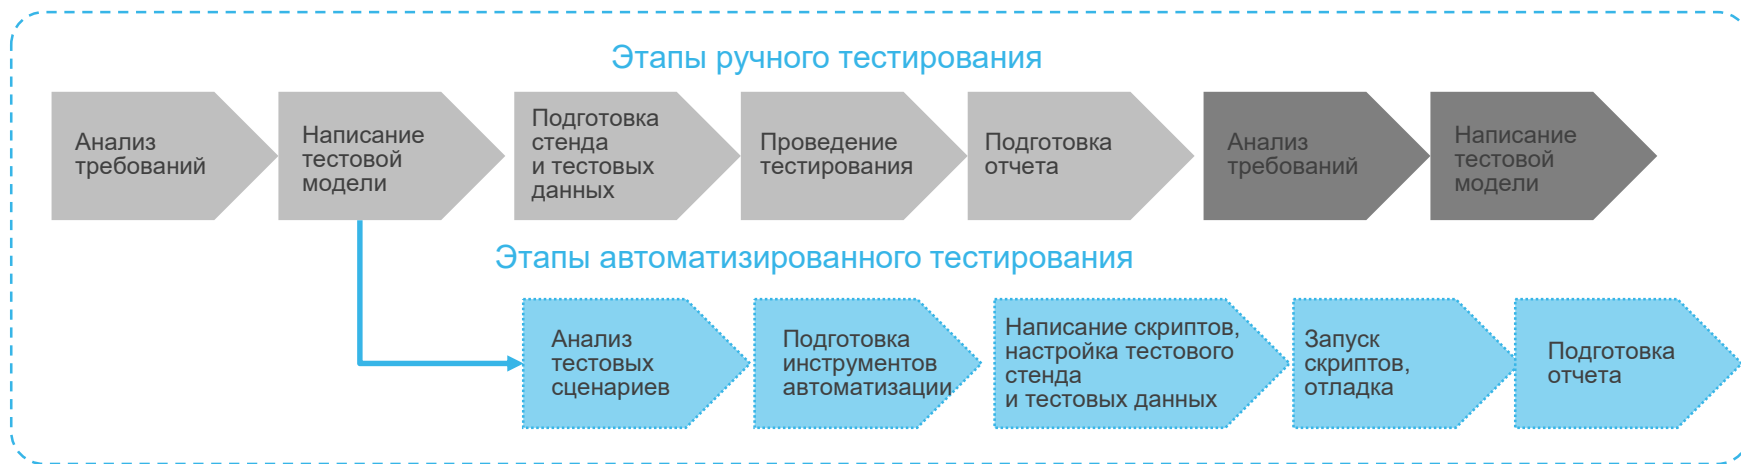 Этапы ручного тестирования
Анализ
требований
Написание
тестовой
модели
Подготовка
стенда
и тестовых
данных
Проведение
тестирования
Подготовка
отчета
Анализ
требований
Написание
тестовой
модели
Этапы автоматизированного тестирования
Анализ
тестовых
сценариев
Подготовка
инструментов
автоматизации
Написание скриптов,
настройка тестового
стенда
и тестовых данных
Запуск
скриптов,
отладка
Подготовка
отчета